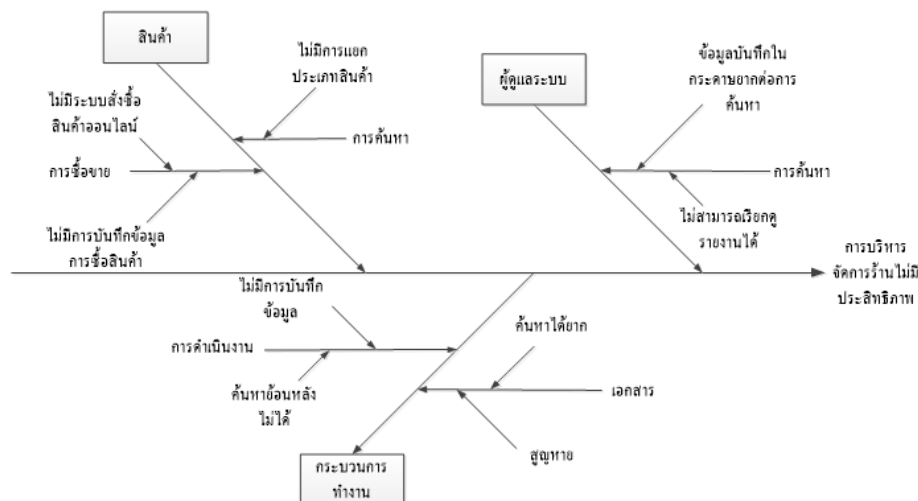 สินค้า
ไม่มีการแยก
ประเภทสินค้า
ไม่มีระบบสั่งซื้อ
สินค้าออนไลน์
การค้นหา
การซื้อขาย
ไม่มีการบันทึกข้อมูล
การซื้อสินค้า
ผู้ดูแลระบบ
ข้อมูลบันทึกใน
กระดาษยากต่อการ
ค้นหา
การค้นหา
ไม่สามารถเรียกดู
รายงานได้
การบริหาร
จัดการร้านไม่มี
ประสิทธิภาพ
ไม่มีการบันทึก
ข้อมูล
การดำเนินงาน
ค้นหาย้อนหลัง
ไม่ได้
ค้นหาได้ยาก
เอกสาร
สูญหาย
กระบวนการ
ทำงาน